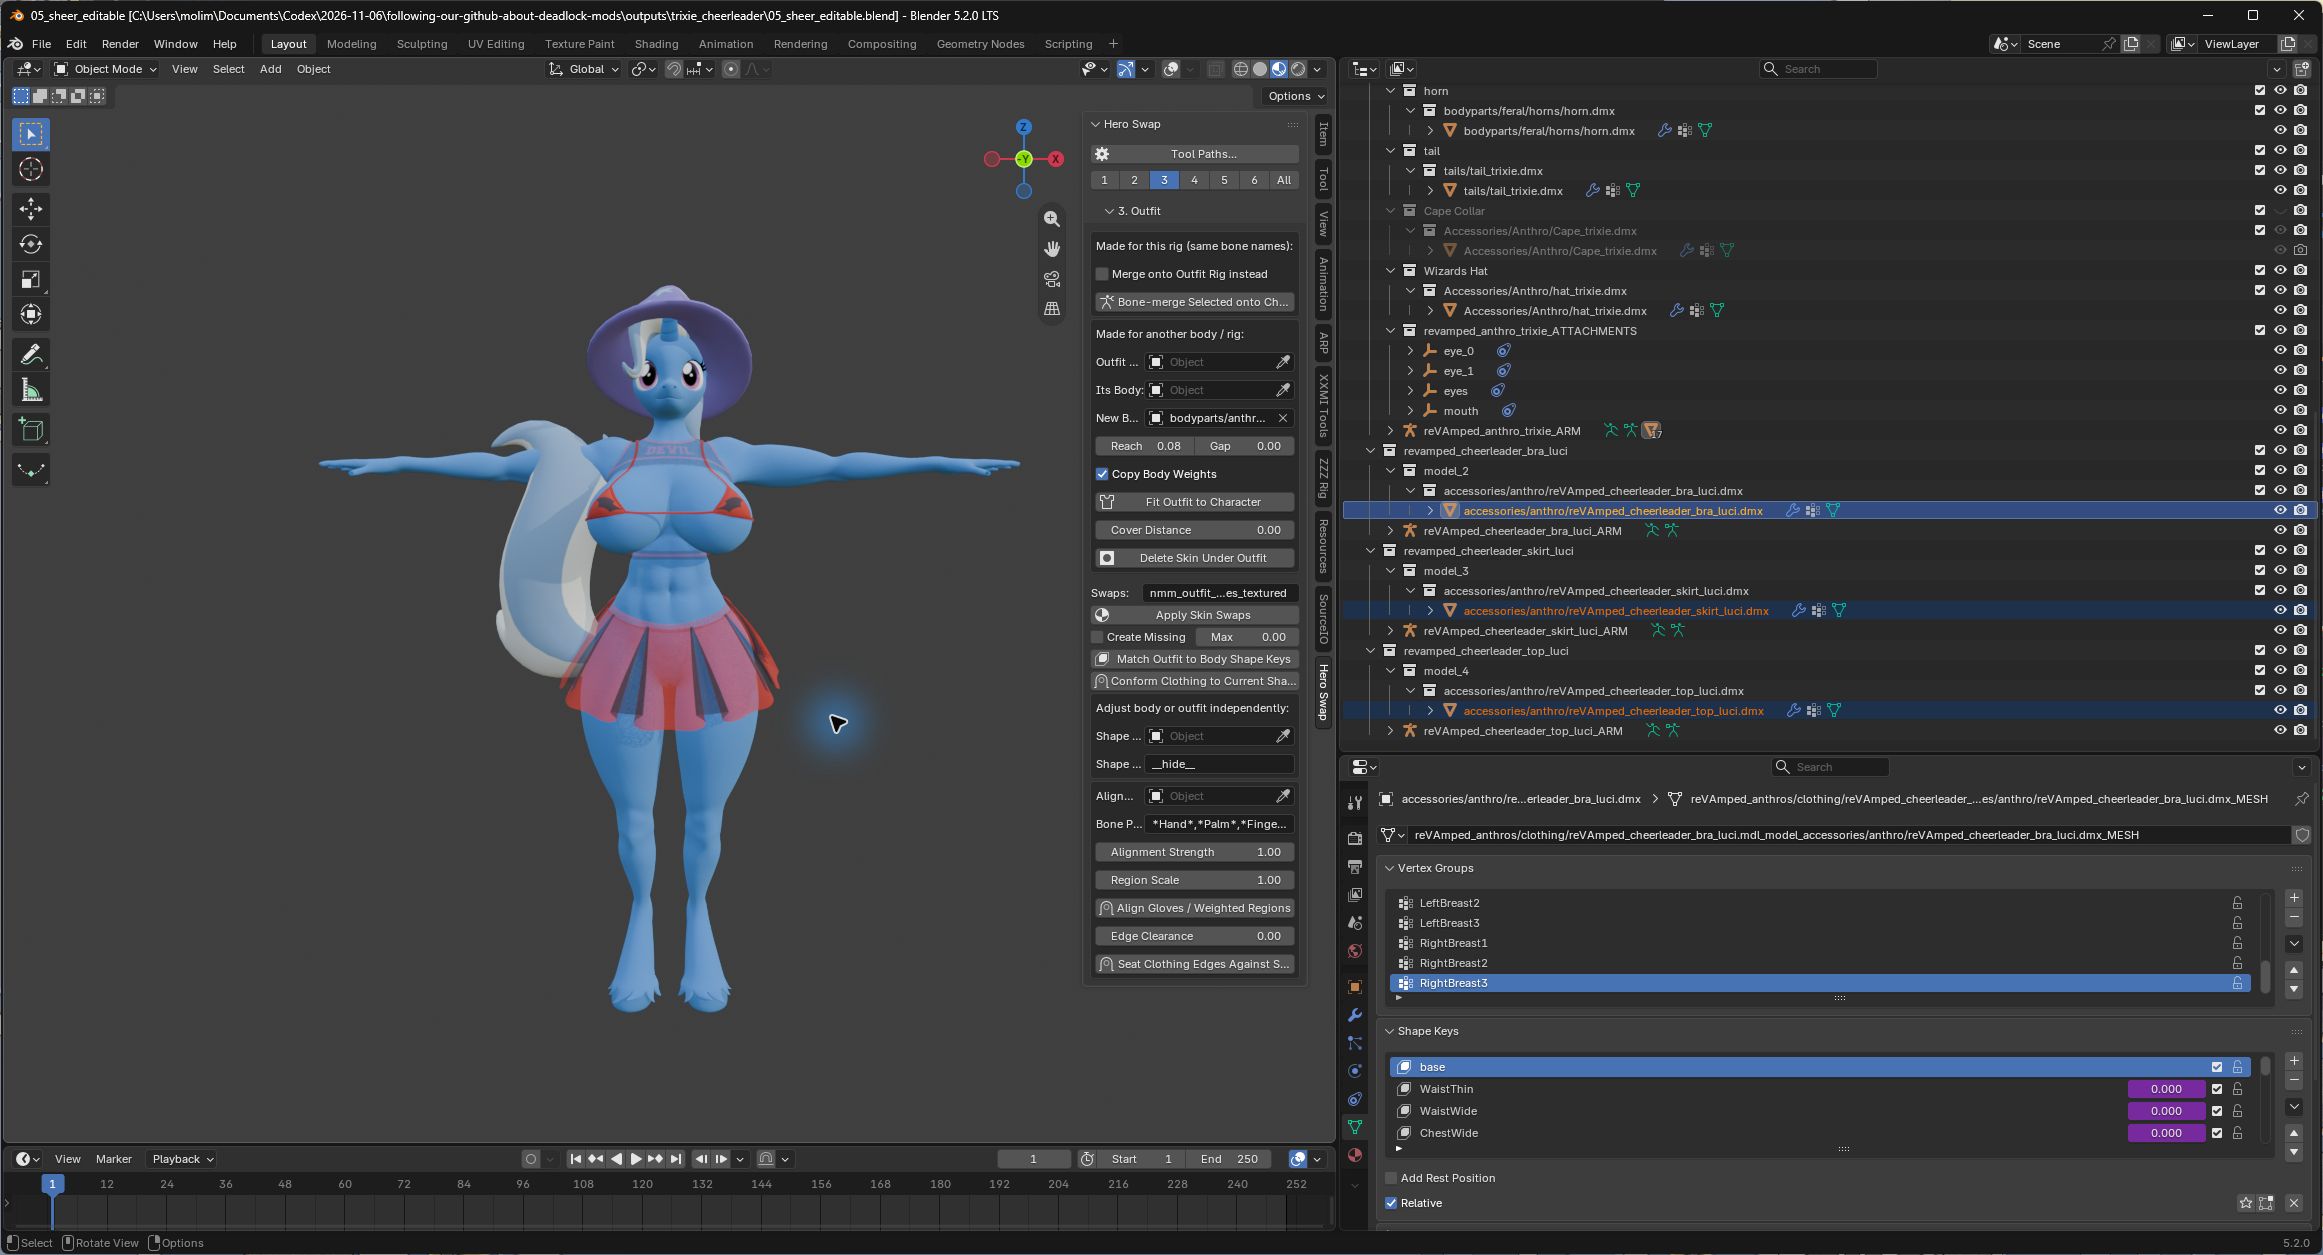 05_sheer_editable [C:\Users\molim\Documents\Codex\2026-11-06\following-our-github-about-deadlock-mods\outputs\trixie_cheerleader\05_sheer_editable.blend] - Blender 5.2.0 LTS
File Edit Render Window Help Layout Modeling Sculpting UV Editing Texture Paint Shading Animation Rendering Compositing Geometry Nodes Scripting + Scene ViewLayer
Object Mode View Select Add Object Global
Options
Z
-Y
X
DEVIL
Hero Swap
Tool Paths...
1 2 3 4 5 6 All
3. Outfit
Made for this rig (same bone names):
Merge onto Outfit Rig instead
Bone-merge Selected onto Ch...
Made for another body / rig:
Outfit ... Object
Its Body: Object
New B... bodyparts/anthr...
Reach 0.08 Gap 0.00
Copy Body Weights
Fit Outfit to Character
Cover Distance 0.00
Delete Skin Under Outfit
Swaps: nmm_outfit_...es_textured
Apply Skin Swaps
Create Missing Max 0.00
Match Outfit to Body Shape Keys
Conform Clothing to Current Sha...
Adjust body or outfit independently:
Shape ... Object
Shape ... __hide__
Align... Object
Bone P... *Hand*,*Palm*,*Finge...
Alignment Strength 1.00
Region Scale 1.00
Align Gloves / Weighted Regions
Edge Clearance 0.00
Seat Clothing Edges Against S...
Item
Tool
View
Animation
ARP
XXMI Tools
ZZZ Rig
Resources
SourceIO
Hero Swap
Search
horn
bodyparts/feral/horns/horn.dmx
bodyparts/feral/horns/horn.dmx
tail
tails/tail_trixie.dmx
tails/tail_trixie.dmx
Cape Collar
Accessories/Anthro/Cape_trixie.dmx
Accessories/Anthro/Cape_trixie.dmx
Wizards Hat
Accessories/Anthro/hat_trixie.dmx
Accessories/Anthro/hat_trixie.dmx
revamped_anthro_trixie_ATTACHMENTS
eye_0
eye_1
eyes
mouth
reVAmped_anthro_trixie_ARM 17
revamped_cheerleader_bra_luci
model_2
accessories/anthro/reVAmped_cheerleader_bra_luci.dmx
accessories/anthro/reVAmped_cheerleader_bra_luci.dmx
reVAmped_cheerleader_bra_luci_ARM
revamped_cheerleader_skirt_luci
model_3
accessories/anthro/reVAmped_cheerleader_skirt_luci.dmx
accessories/anthro/reVAmped_cheerleader_skirt_luci.dmx
reVAmped_cheerleader_skirt_luci_ARM
revamped_cheerleader_top_luci
model_4
accessories/anthro/reVAmped_cheerleader_top_luci.dmx
accessories/anthro/reVAmped_cheerleader_top_luci.dmx
reVAmped_cheerleader_top_luci_ARM
Search
accessories/anthro/re...erleader_bra_luci.dmx reVAmped_anthros/clothing/reVAmped_cheerleader_...es/anthro/reVAmped_cheerleader_bra_luci.dmx_MESH
reVAmped_anthros/clothing/reVAmped_cheerleader_bra_luci.mdl_model_accessories/anthro/reVAmped_cheerleader_bra_luci.dmx_MESH
Vertex Groups
LeftBreast2
LeftBreast3
RightBreast1
RightBreast2
RightBreast3
Shape Keys
base
WaistThin 0.000
WaistWide 0.000
ChestWide 0.000
Add Rest Position
Relative
View Marker Playback 1 Start 1 End 250
1 12 24 36 48 60 72 84 96 108 120 132 144 156 168 180 192 204 216 228 240 252
Select Rotate View Options 5.2.0